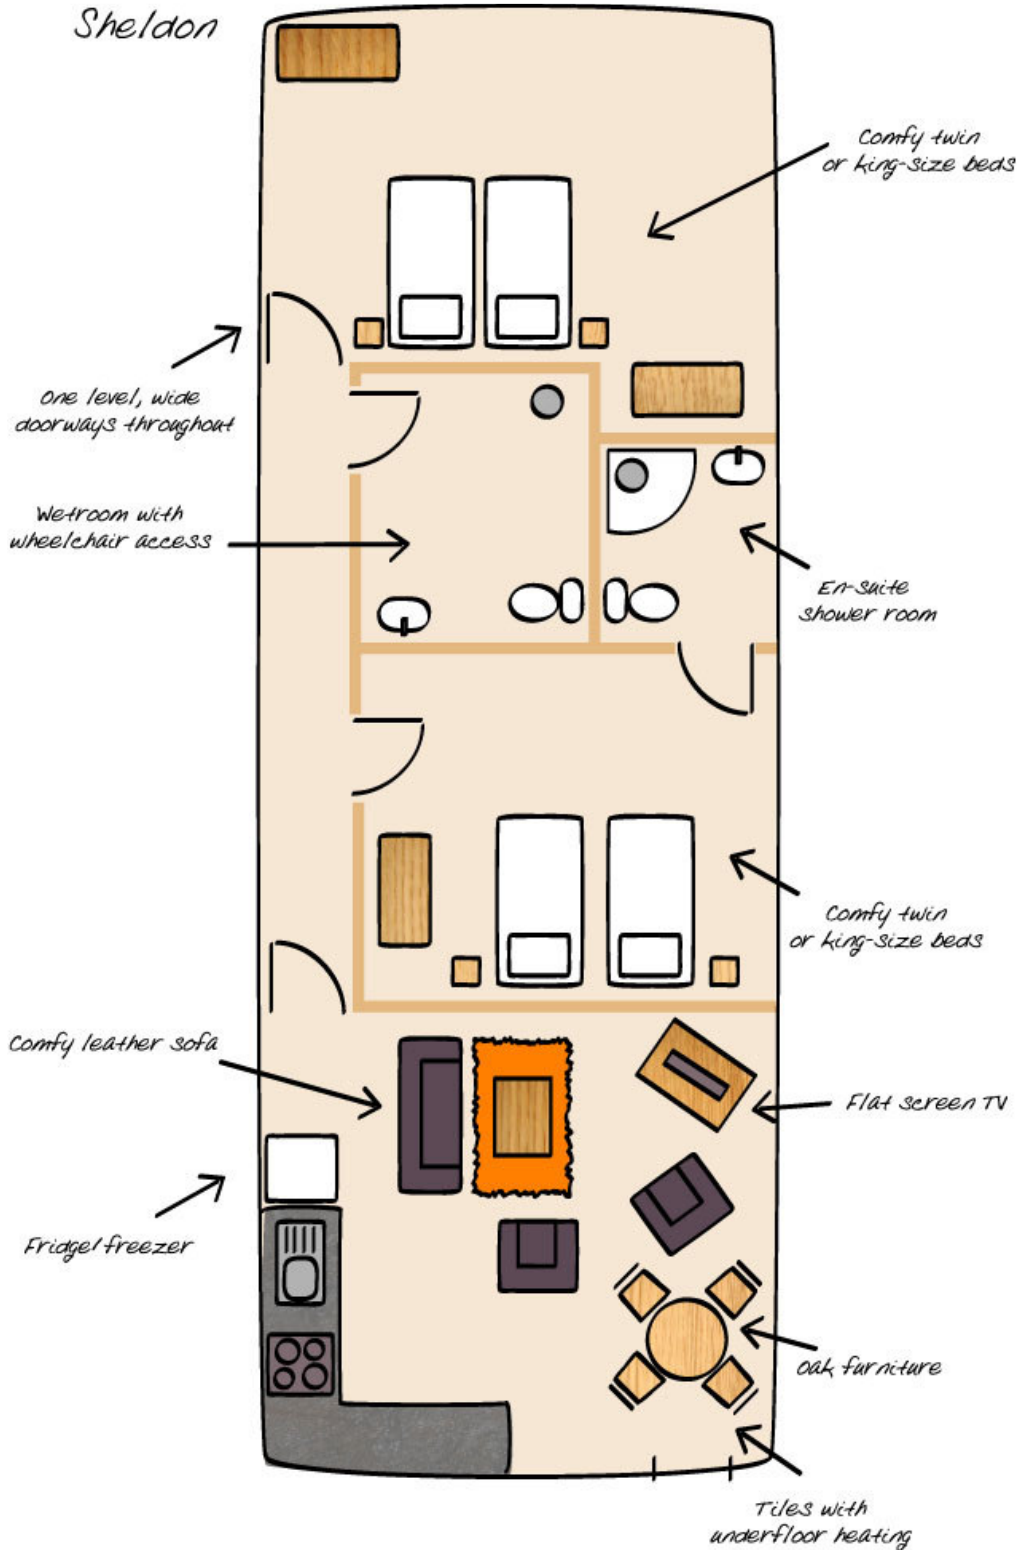 Sheldon
Comfy twin
or king-size beds
One level, wide
doorways throughout
Wetroom with
wheelchair access
En-suite
shower room
Comfy twin
or king-size beds
Comfy leather sofa
Flat screen TV
Fridge/freezer
Oak furniture
Tiles with
underfloor heating